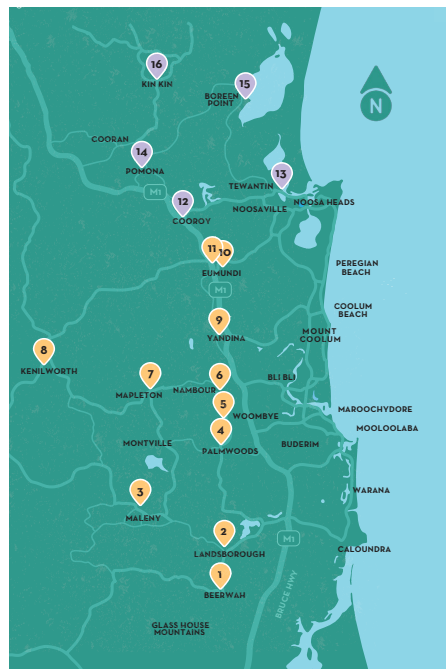 16
KIN KIN
15
BOREEN
POINT
N
COORAN
14
POMONA
13
TEWANTIN
M1
12
COOROY
NOOSAVILLE
NOOSA HEADS
11
10
EUMUNDI
PEREGIAN
BEACH
M1
9
YANDINA
COOLUM
BEACH
MOUNT
COOLUM
8
KENILWORTH
7
MAPLETON
6
NAMBOUR
BLI BLI
5
WOOMBYE
MAROOCHYDORE
4
PALMWOODS
MOOLOOLABA
MONTVILLE
BUDERIM
3
MALENY
WARANA
2
LANDSBOROUGH
M1
CALOUNDRA
1
BEERWAH
BRUCE HWY
GLASS HOUSE
MOUNTAINS